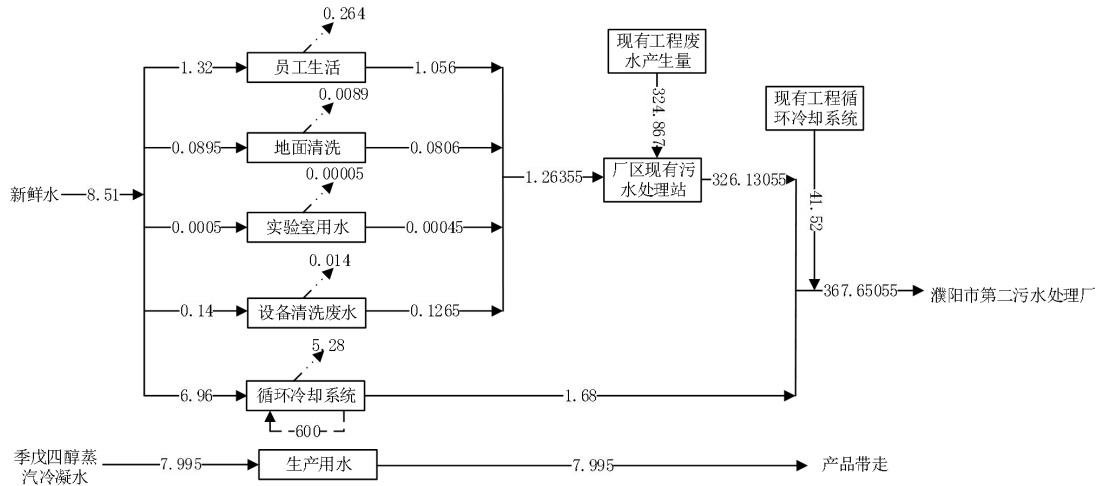 0.264
现有工程废
水产生量
1.32
员工生活
1.056
0.0089
324.867
现有工程循
环冷却系统
0.0895
地面清洗
0.0806
0.00005
厂区现有污
水处理站
1.26355
326.13055
新鲜水
8.51
41.52
0.0005
实验室用水
0.00045
0.014
367.65055
濮阳市第二污水处理厂
0.14
设备清洗废水
0.1265
5.28
6.96
循环冷却系统
1.68
600
季戊四醇蒸
汽冷凝水
7.995
生产用水
7.995
产品带走